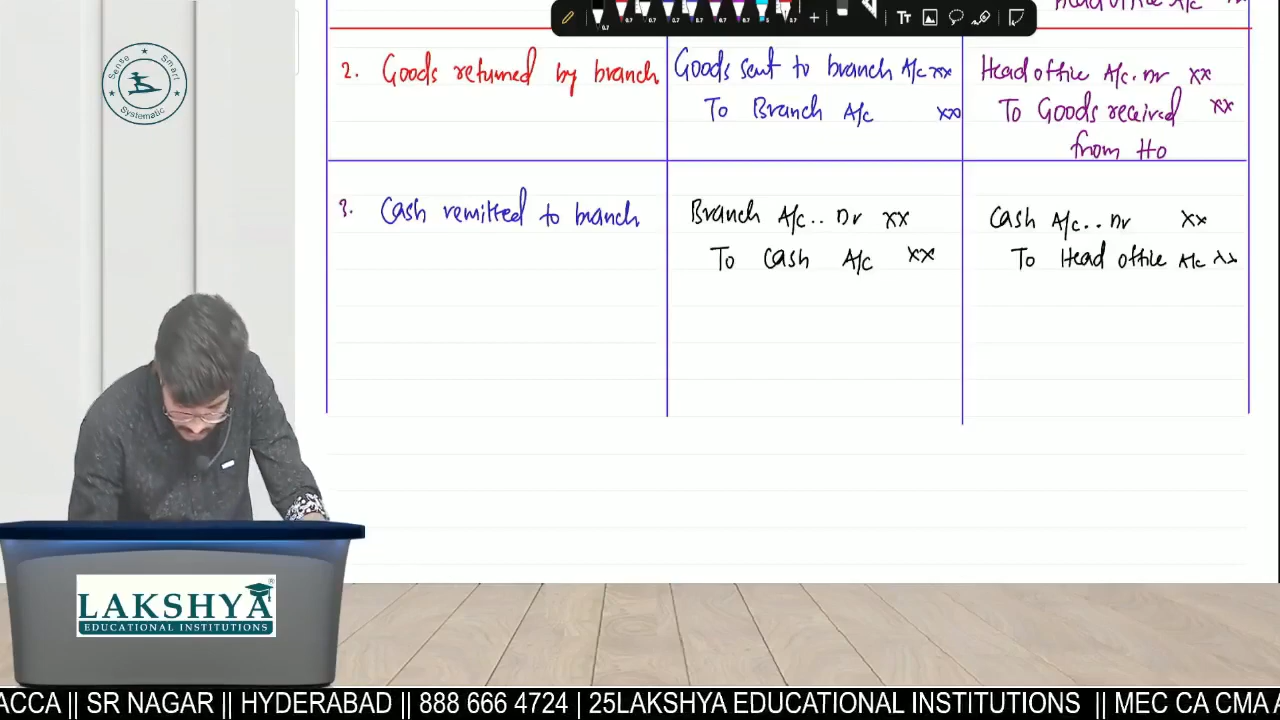 Head office A/c
2. Goods returned by branch
Goods sent to branch A/c xx
To Branch A/c xx
Head office A/c. Dr xx
To Goods received xx
from Ho
3. Cash remitted to branch
Branch A/c.. Dr xx
To Cash A/c xx
Cash A/c.. Dr xx
To Head office A/c xx
Sense Smart
Systematic
LAKSHYA
EDUCATIONAL INSTITUTIONS
ACCA || SR NAGAR || HYDERABAD || 888 666 4724 | 25LAKSHYA EDUCATIONAL INSTITUTIONS || MEC CA CMA A